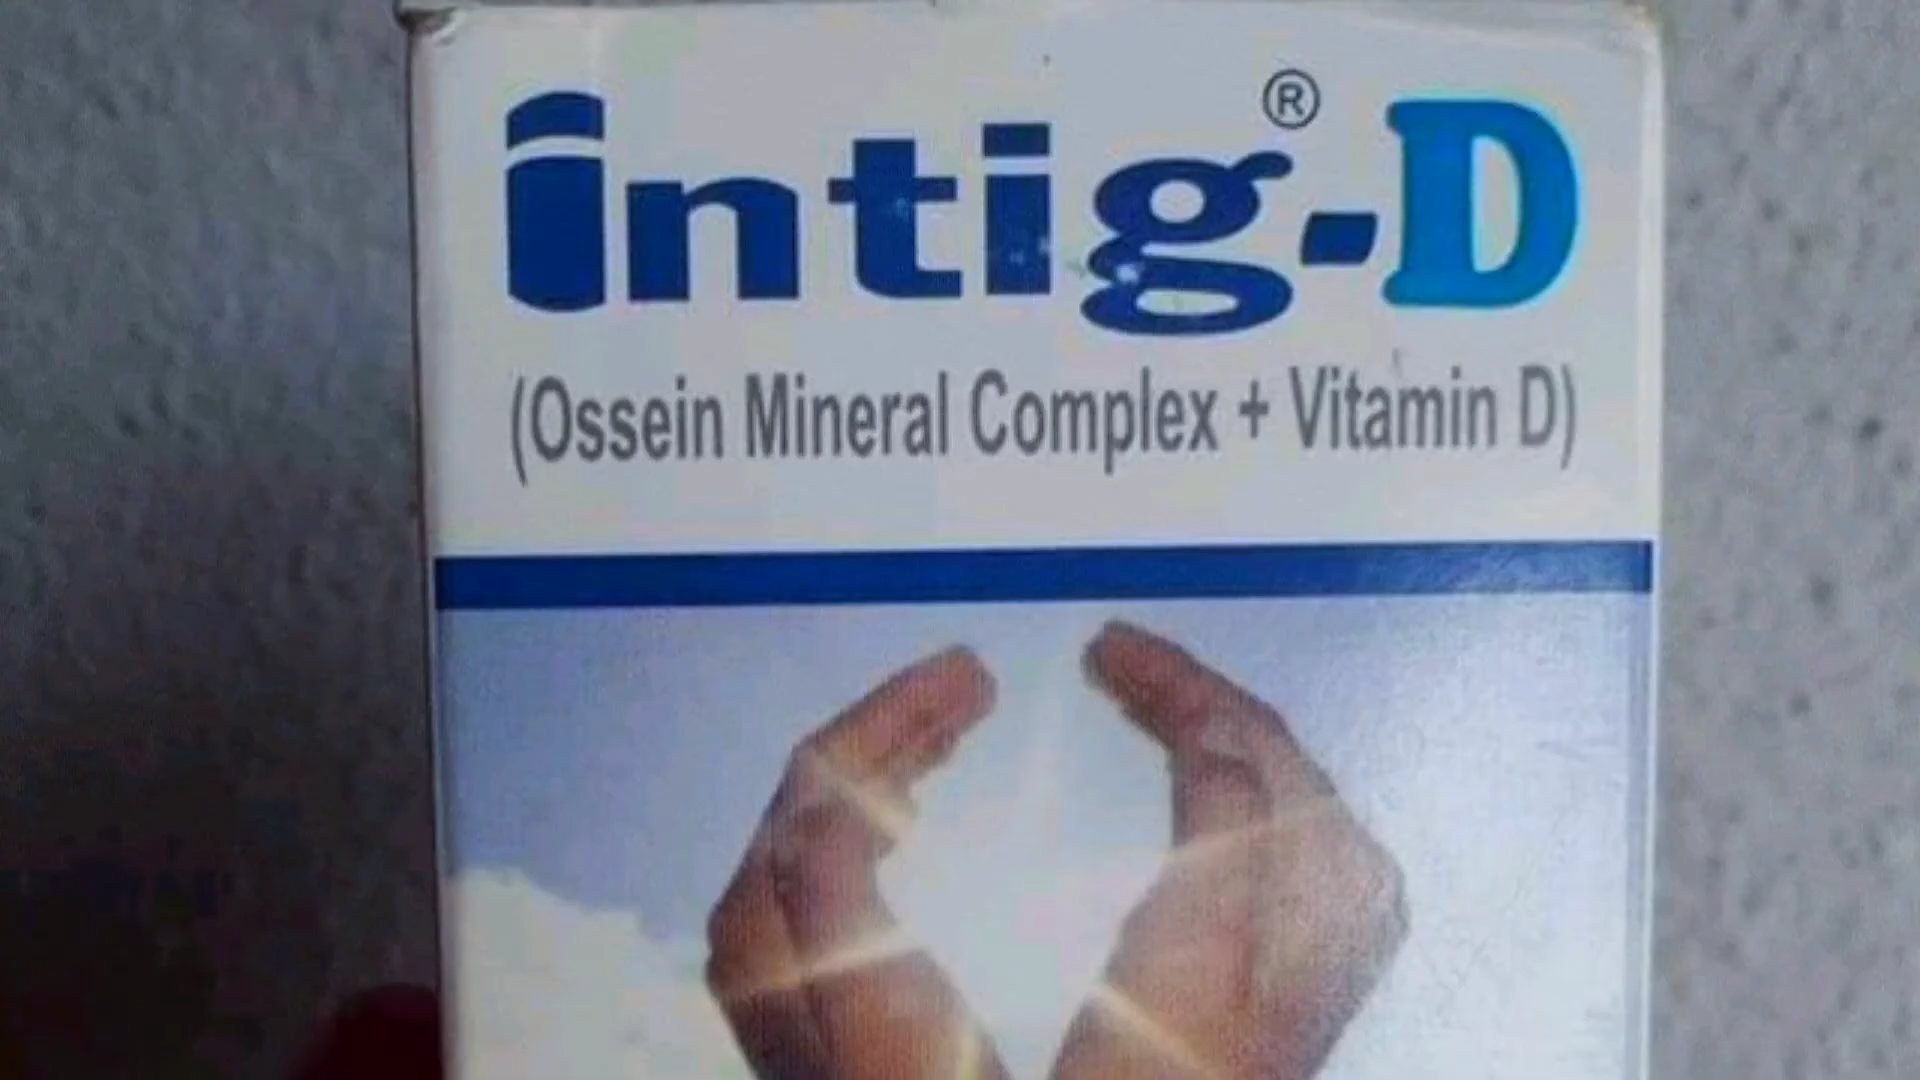 intig-D®
(Ossein Mineral Complex + Vitamin D)